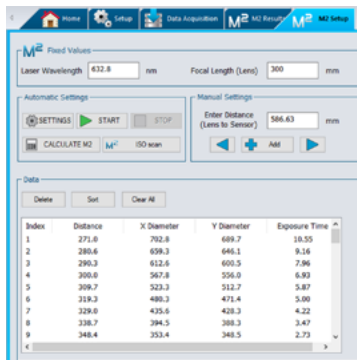 Home Setup Data Acquisition M² M2 Results M² M2 Setup
M² Fixed Values
Laser Wavelength 632.8 nm Focal Length (Lens) 300 mm
Automatic Settings Manual Settings
SETTINGS START STOP Enter Distance (Lens to Sensor) 586.63 mm
CALCULATE M2 M² ISO scan Add
Data
Delete Sort Clear All
Index Distance X Diameter Y Diameter Exposure Time
1 271.0 702.8 689.7 10.55
2 280.6 659.3 646.1 9.16
3 290.3 612.6 600.5 7.96
4 300.0 567.8 556.0 6.93
5 309.7 523.3 512.7 5.87
6 319.3 480.3 471.4 5.00
7 329.0 435.6 428.3 4.22
8 338.7 394.5 388.3 3.47
9 348.4 353.4 348.5 2.73